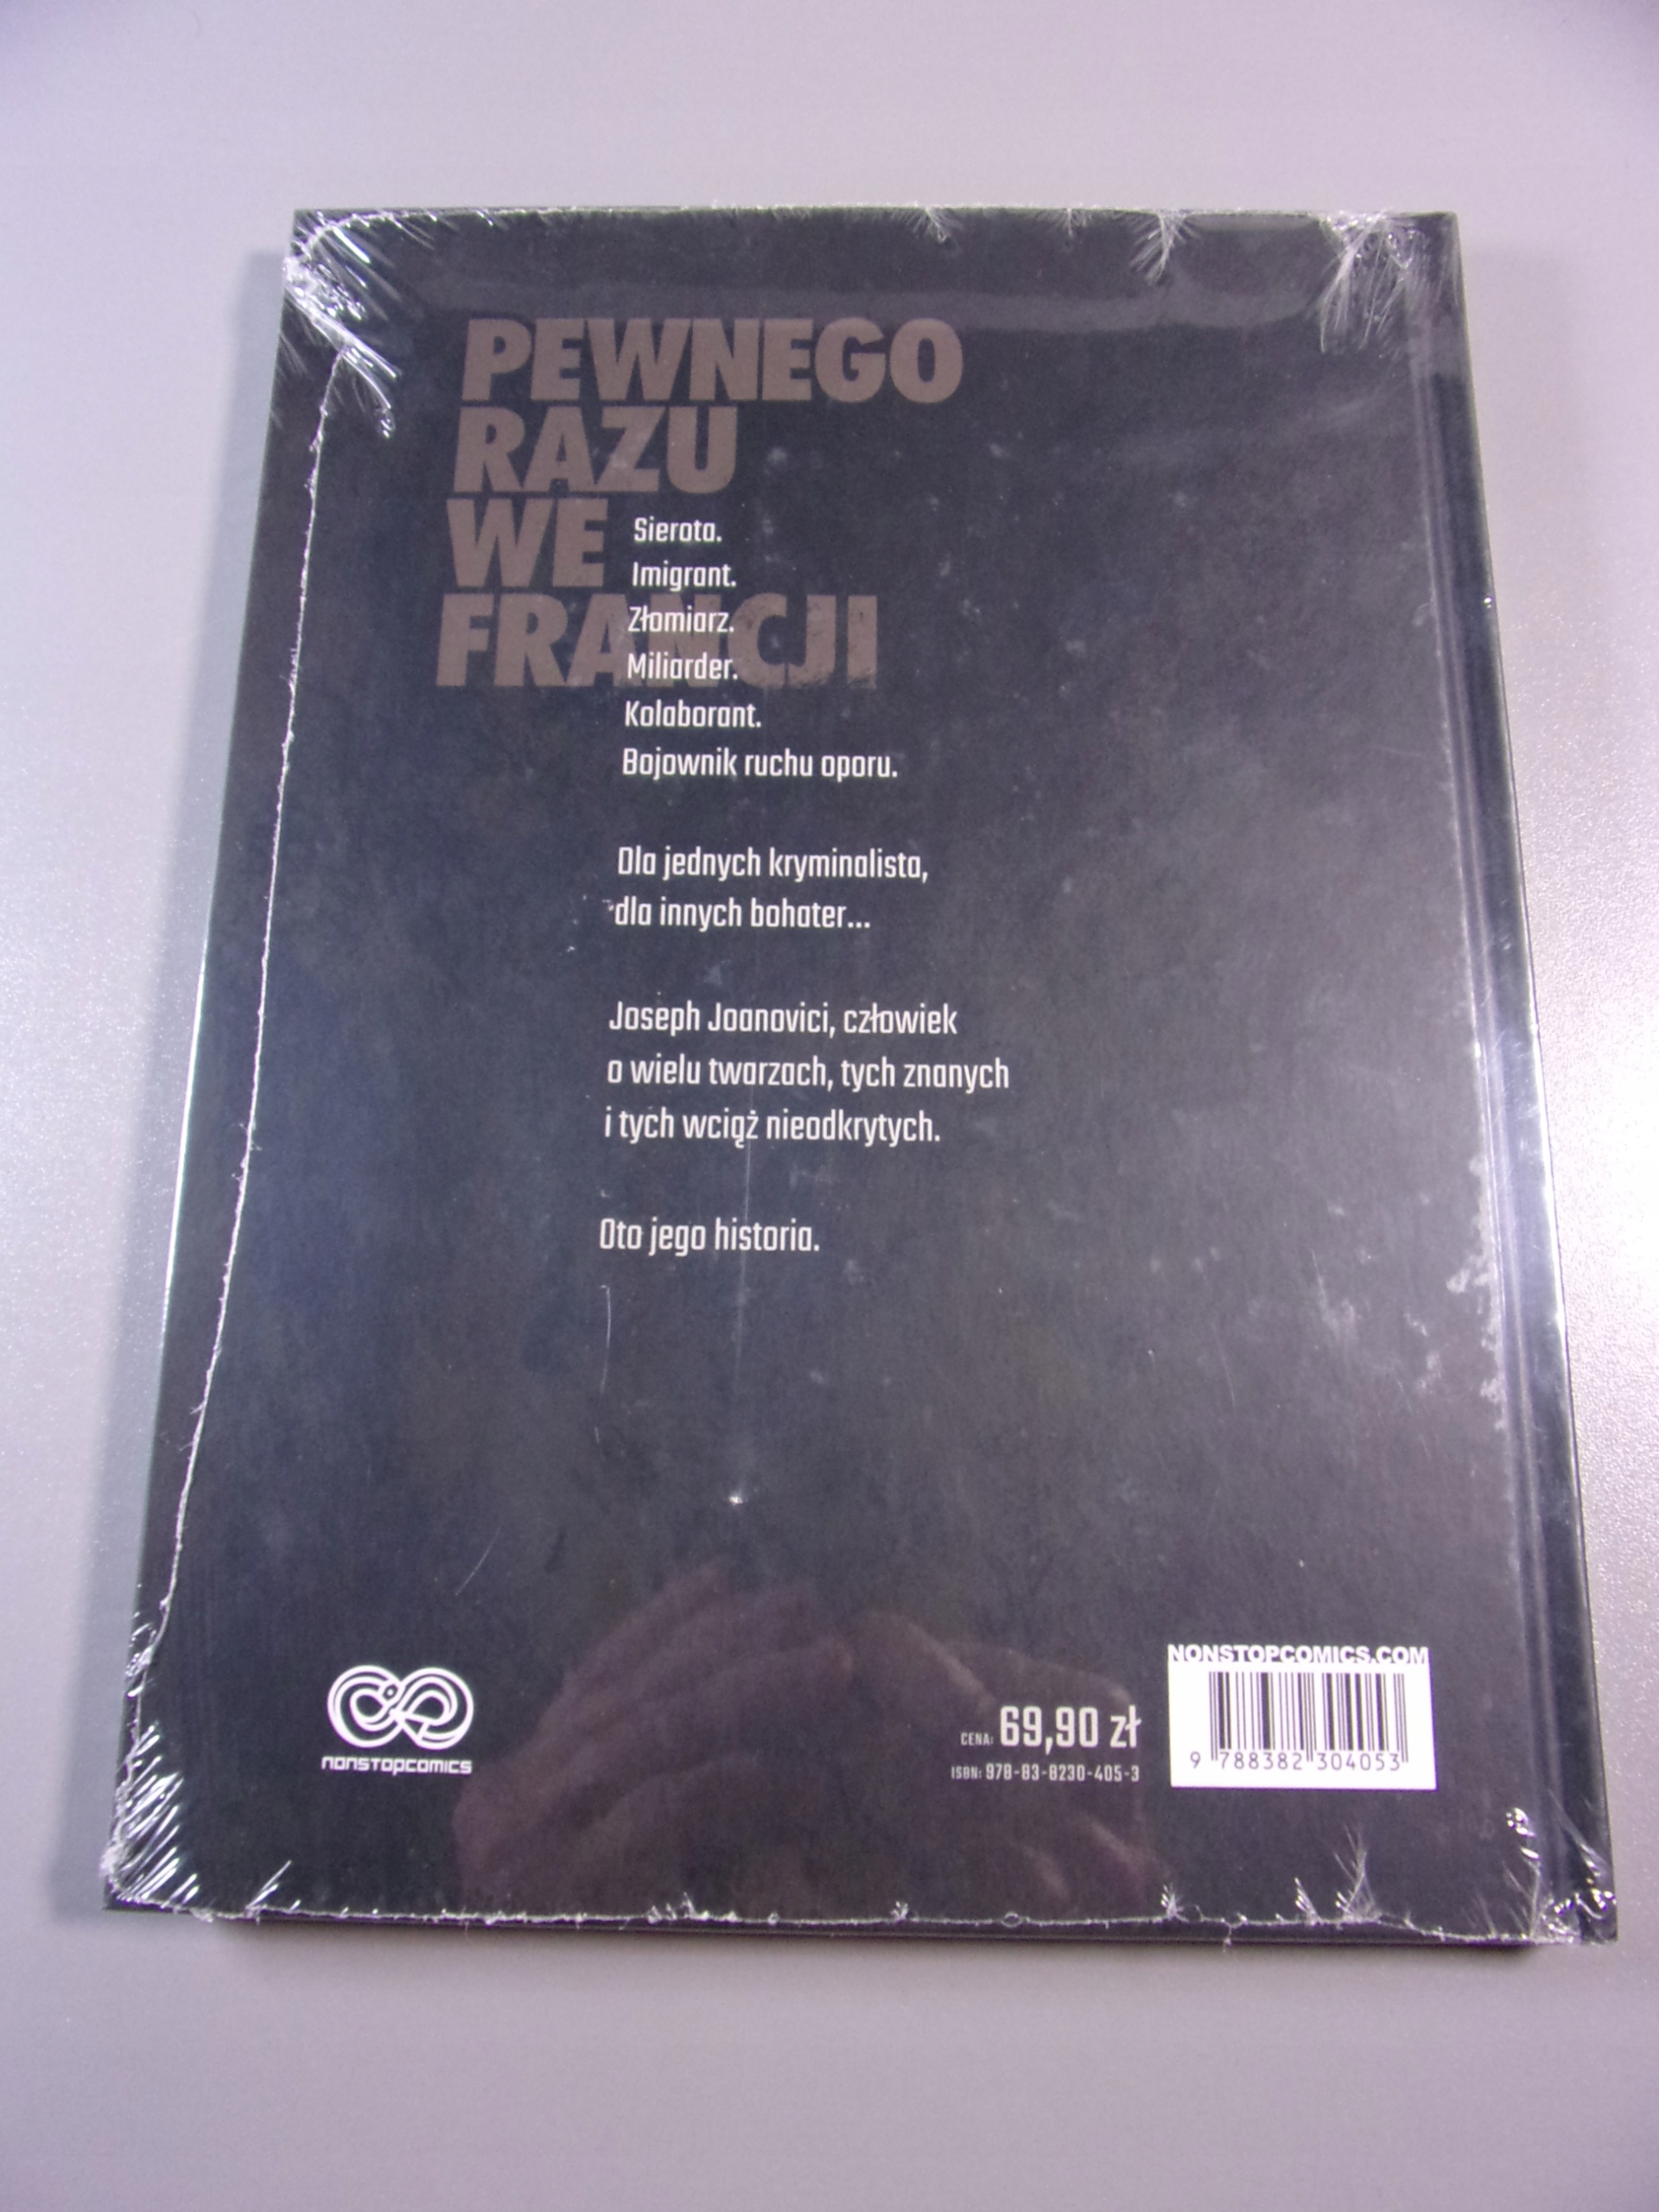 PEWNEGO
RAZU
WE
FRANCJI
Sierota.
Imigrant.
Złomiarz.
Miliarder.
Kolaborant.
Bojownik ruchu oporu.
Dla jednych kryminalista,
dla innych bohater...
Joseph Joanovici, człowiek
o wielu twarzach, tych znanych
i tych wciąż nieodkrytych.
Oto jego historia.
nonstopcomics
CENA: 69,90 zł
ISBN: 978-83-8230-405-3
NONSTOPCOMICS.COM
9 788382 304053